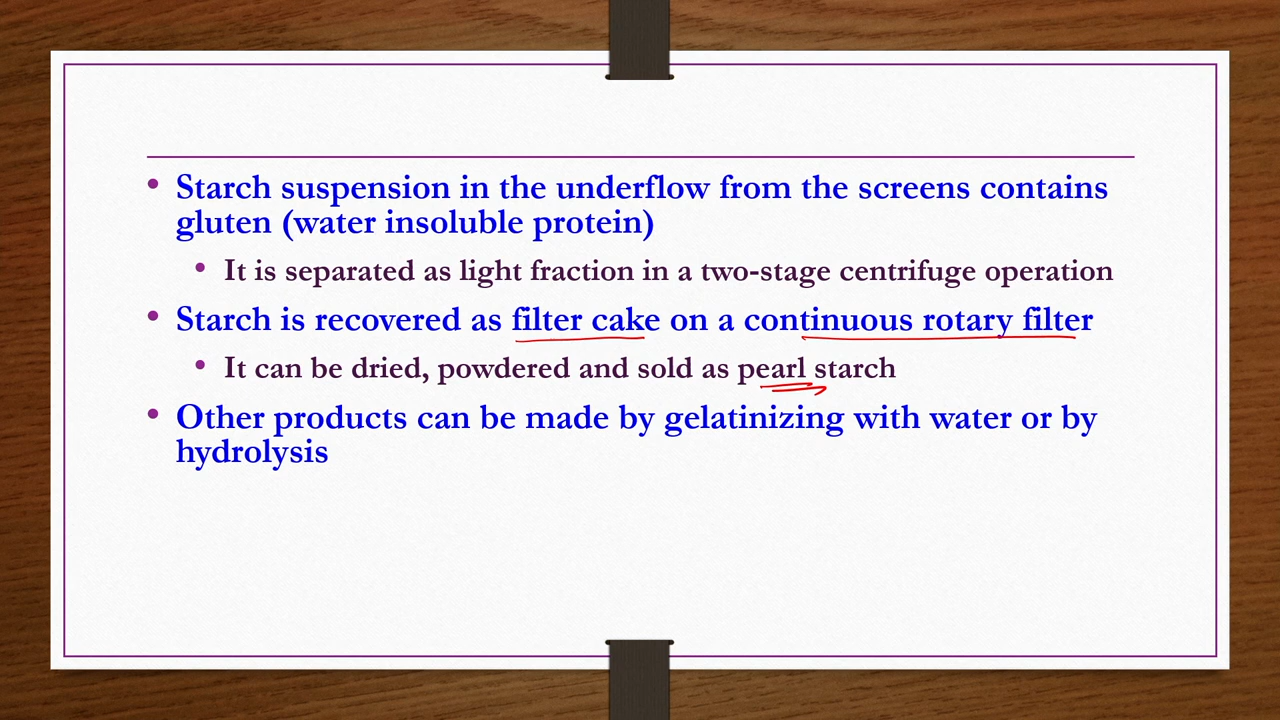 • Starch suspension in the underflow from the screens contains
gluten (water insoluble protein)
• It is separated as light fraction in a two-stage centrifuge operation
• Starch is recovered as filter cake on a continuous rotary filter
• It can be dried, powdered and sold as pearl starch
• Other products can be made by gelatinizing with water or by
hydrolysis